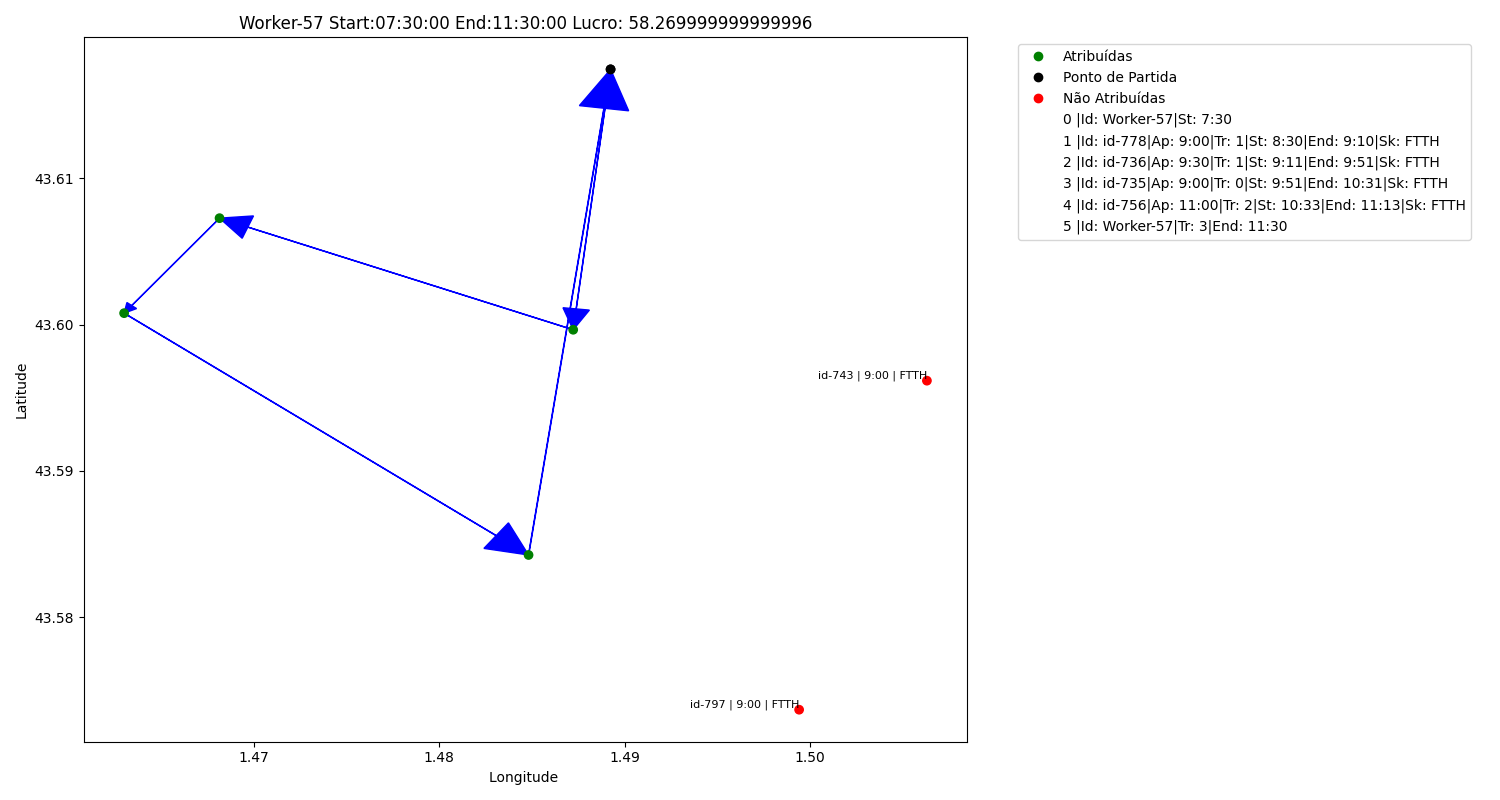 Worker-57 Start:07:30:00 End:11:30:00 Lucro: 58.269999999999996
Atribuídas
Ponto de Partida
Não Atribuídas
0 |Id: Worker-57|St: 7:30
1 |Id: id-778|Ap: 9:00|Tr: 1|St: 8:30|End: 9:10|Sk: FTTH
2 |Id: id-736|Ap: 9:30|Tr: 1|St: 9:11|End: 9:51|Sk: FTTH
3 |Id: id-735|Ap: 9:00|Tr: 0|St: 9:51|End: 10:31|Sk: FTTH
4 |Id: id-756|Ap: 11:00|Tr: 2|St: 10:33|End: 11:13|Sk: FTTH
5 |Id: Worker-57|Tr: 3|End: 11:30
43.61
43.60
43.59
43.58
Latitude
id-743 | 9:00 | FTTH
id-797 | 9:00 | FTTH
1.47
1.48
1.49
1.50
Longitude